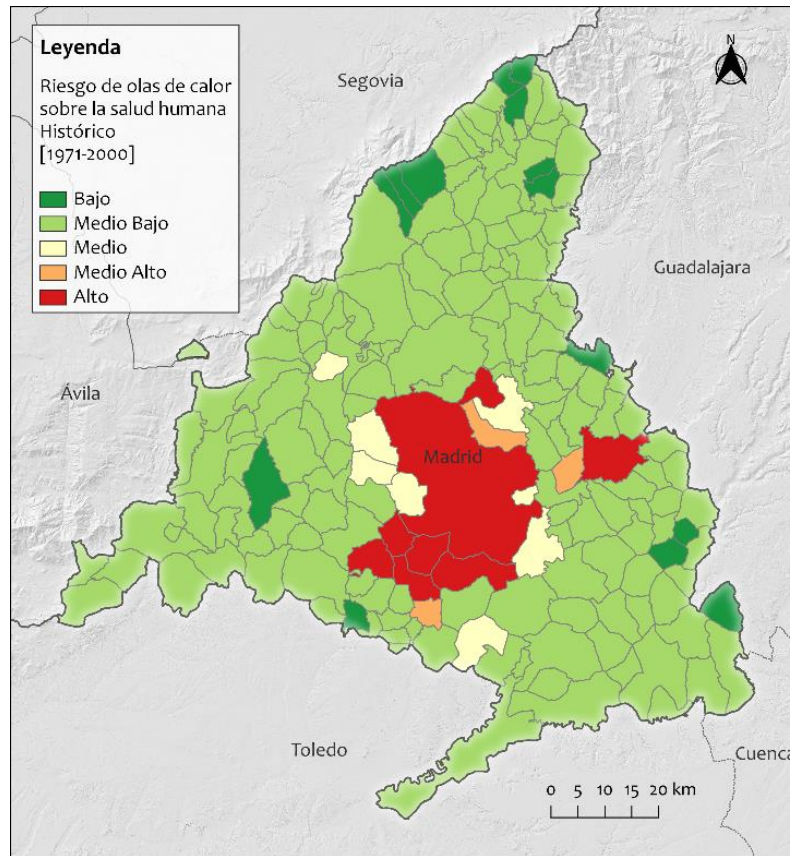 Leyenda
Riesgo de olas de calor
sobre la salud humana
Histórico
[1971-2000]
Bajo
Medio Bajo
Medio
Medio Alto
Alto
N
Segovia
Guadalajara
Ávila
Madrid
Toledo
Cuenca
0 5 10 15 20 km